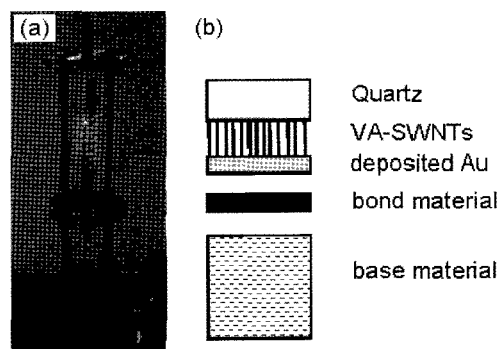 (a)
(b)
Quartz
VA-SWNTs
deposited Au
bond material
base material